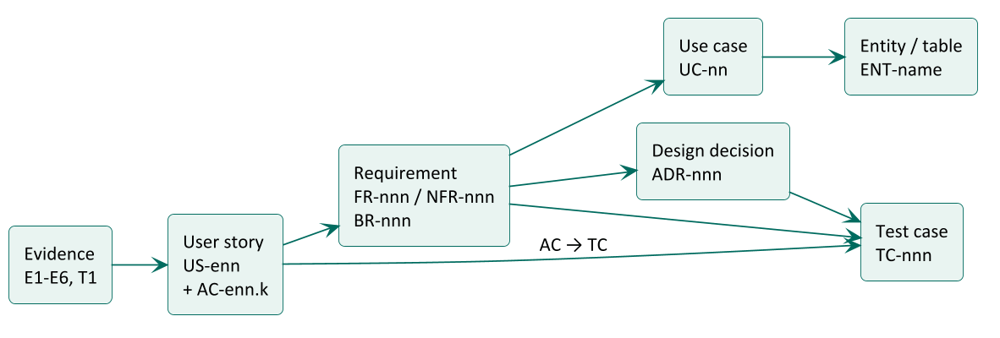 Evidence
E1-E6, T1
User story
US-enn
+ AC-enn.k
Requirement
FR-nnn / NFR-nnn
BR-nnn
AC → TC
Use case
UC-nn
Design decision
ADR-nnn
Entity / table
ENT-name
Test case
TC-nnn